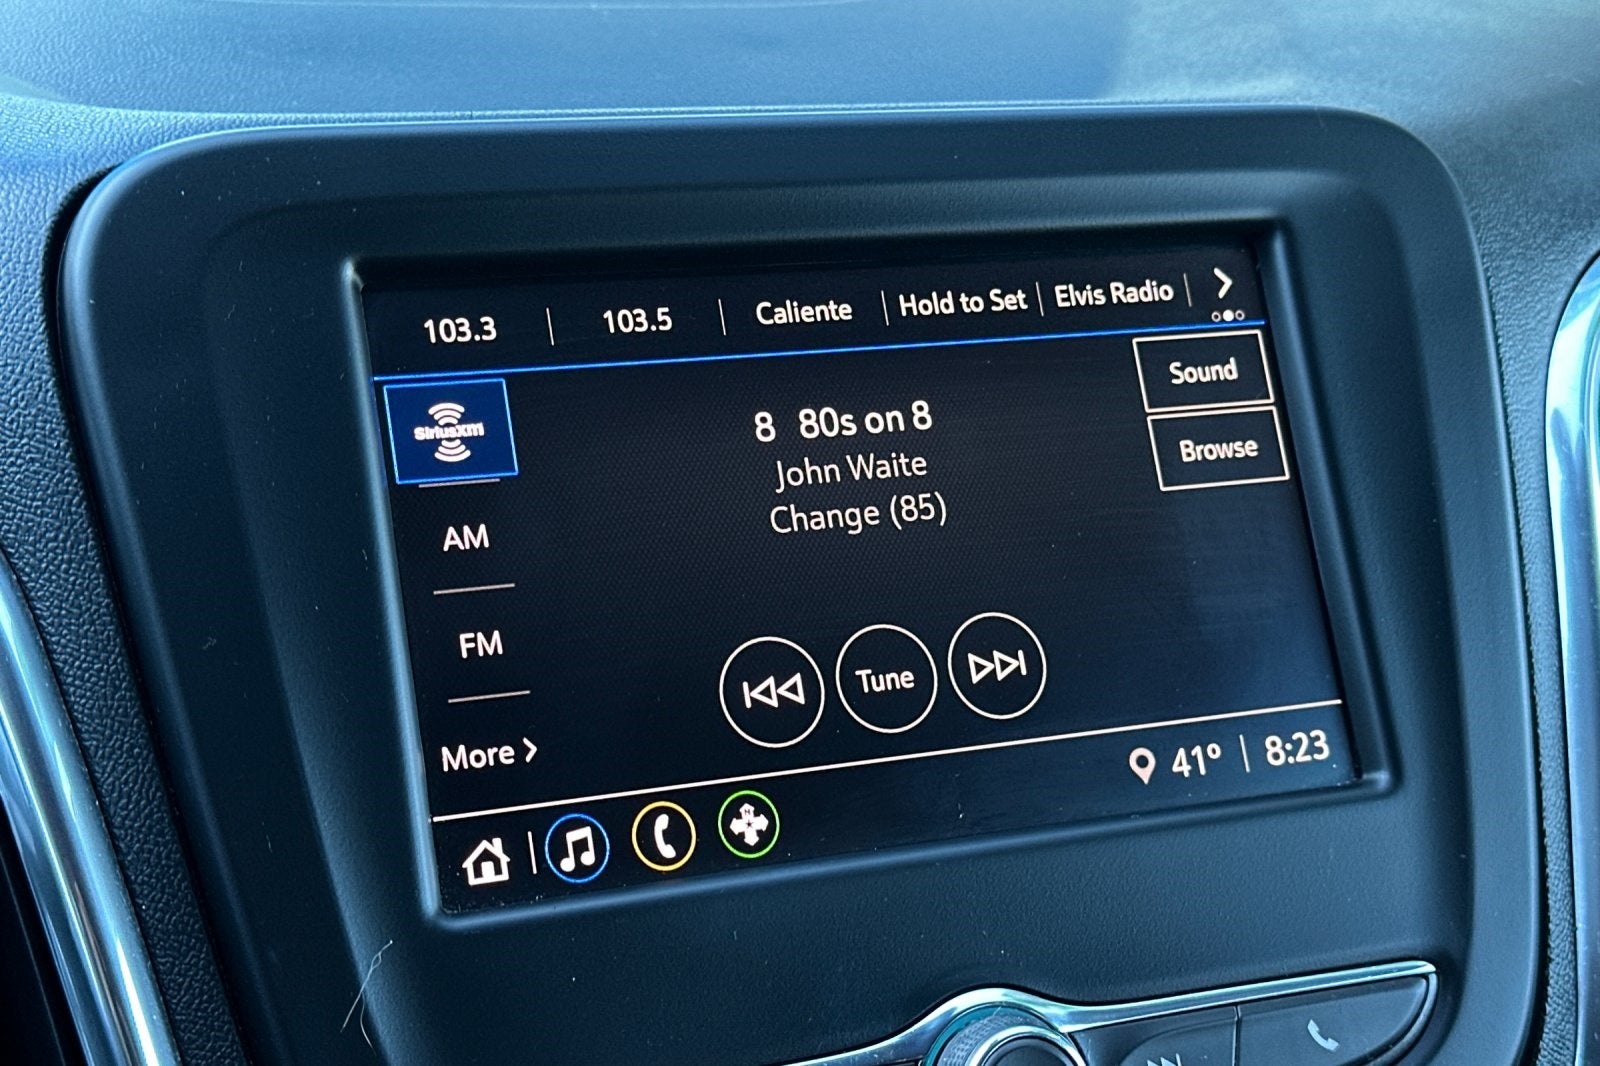 103.3 | 103.5 | Caliente | Hold to Set | Elvis Radio
SiriusXM
AM
FM
More
8 80s on 8
John Waite
Change (85)
Sound
Browse
Tune
41° | 8:23